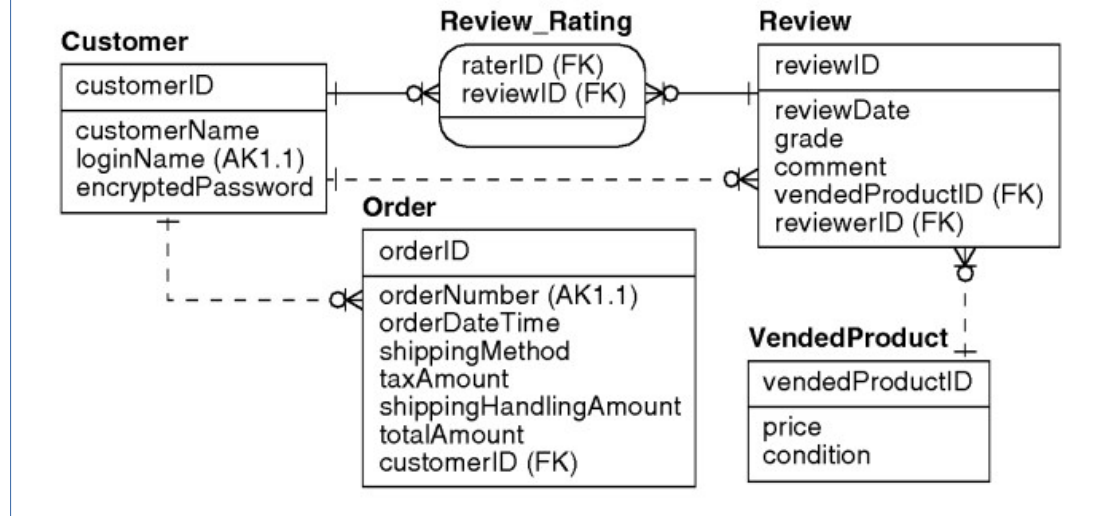 Customer
customerID
customerName
loginName (AK1.1)
encryptedPassword
Review_Rating
raterID (FK)
reviewID (FK)
Review
reviewID
reviewDate
grade
comment
vendedProductID (FK)
reviewerID (FK)
Order
orderID
orderNumber (AK1.1)
orderDateTime
shippingMethod
taxAmount
shippingHandlingAmount
totalAmount
customerID (FK)
VendedProduct
vendedProductID
price
condition